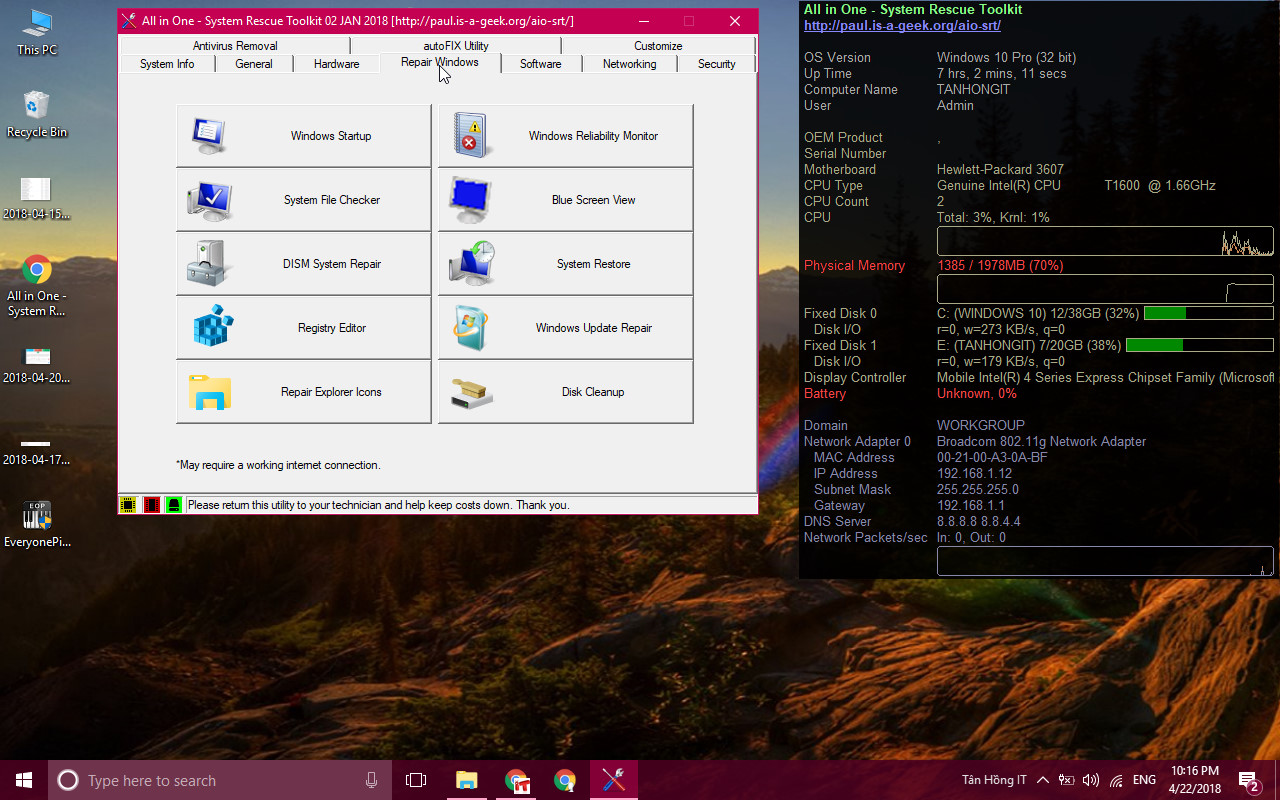 This PC
Recycle Bin
2018-04-15...
All in One -
System R...
2018-04-20...
2018-04-17...
EOP
EveryonePi...
All in One - System Rescue Toolkit 02 JAN 2018 [http://paul.is-a-geek.org/aio-srt/]
Antivirus Removal
autoFIX Utility
Customize
System Info
General
Hardware
Repair Windows
Software
Networking
Security
Windows Startup
Windows Reliability Monitor
System File Checker
Blue Screen View
DISM System Repair
System Restore
Registry Editor
Windows Update Repair
Repair Explorer Icons
Disk Cleanup
*May require a working internet connection.
Please return this utility to your technician and help keep costs down. Thank you.
All in One - System Rescue Toolkit
http://paul.is-a-geek.org/aio-srt/
OS Version Windows 10 Pro (32 bit)
Up Time 7 hrs, 2 mins, 11 secs
Computer Name TANHONGIT
User Admin
OEM Product ,
Serial Number
Motherboard Hewlett-Packard 3607
CPU Type Genuine Intel(R) CPU T1600 @ 1.66GHz
CPU Count 2
CPU Total: 3%, Krnl: 1%
Physical Memory 1385 / 1978MB (70%)
Fixed Disk 0 C: (WINDOWS 10) 12/38GB (32%)
Disk I/O r=0, w=273 KB/s, q=0
Fixed Disk 1 E: (TANHONGIT) 7/20GB (38%)
Disk I/O r=0, w=179 KB/s, q=0
Display Controller Mobile Intel(R) 4 Series Express Chipset Family (Microsoft
Battery Unknown, 0%
Domain WORKGROUP
Network Adapter 0 Broadcom 802.11g Network Adapter
MAC Address 00-21-00-A3-0A-BF
IP Address 192.168.1.12
Subnet Mask 255.255.255.0
Gateway 192.168.1.1
DNS Server 8.8.8.8 8.8.4.4
Network Packets/sec In: 0, Out: 0
Type here to search
Tân Hồng IT
ENG
10:16 PM
4/22/2018
2